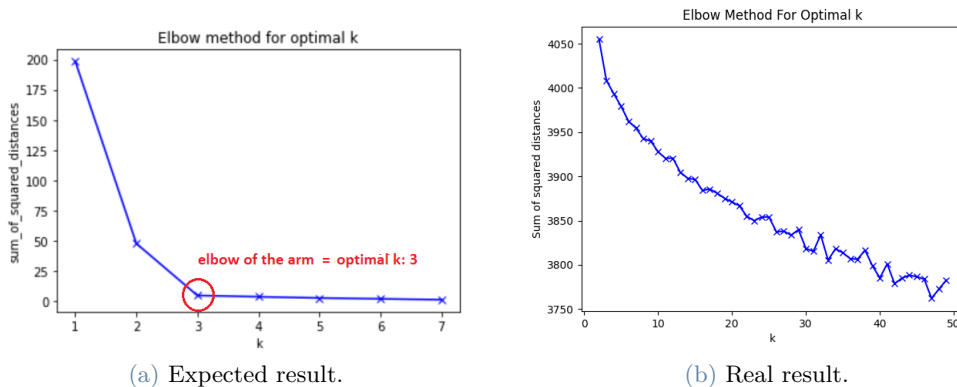 Elbow method for optimal k
sum_of_squared_distances
200
175
150
125
100
75
50
25
0
elbow of the arm = optimal k: 3
1 2 3 4 5 6 7
k
(a) Expected result.
Elbow Method For Optimal k
Sum of squared distances
4050
4000
3950
3900
3850
3800
3750
0 10 20 30 40 50
k
(b) Real result.